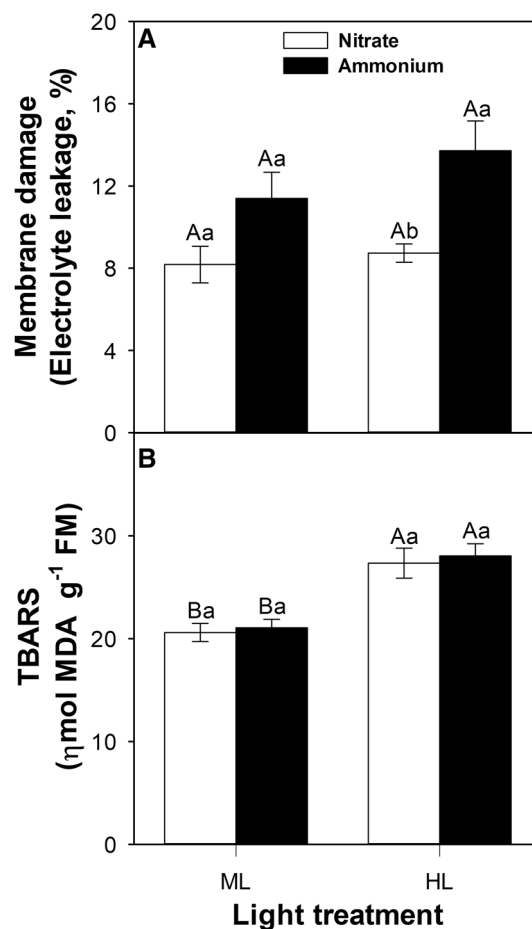 A
Nitrate
Ammonium
Membrane damage
(Electrolyte leakage, %)
20
16
12
8
4
0
Aa
Aa
Ab
Aa
B
TBARS
(ηmol MDA g⁻¹ FM)
30
20
10
0
Ba
Ba
Aa
Aa
ML
HL
Light treatment